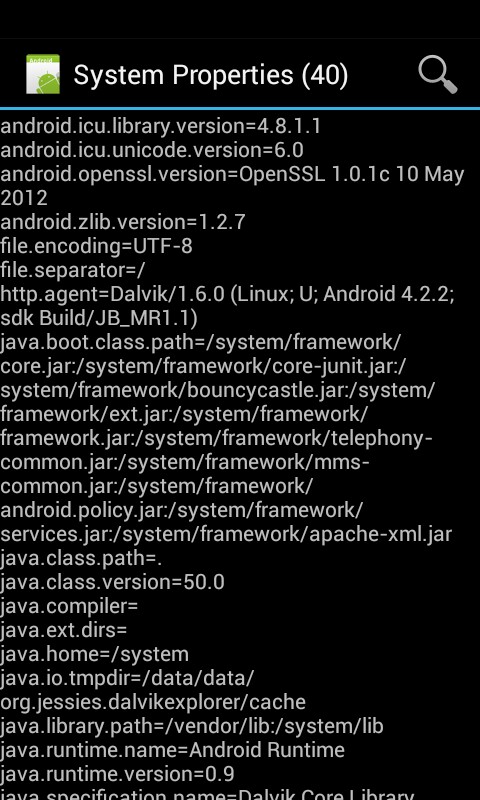 Android
System Properties (40)
android.icu.library.version=4.8.1.1
android.icu.unicode.version=6.0
android.openssl.version=OpenSSL 1.0.1c 10 May
2012
android.zlib.version=1.2.7
file.encoding=UTF-8
file.separator=/
http.agent=Dalvik/1.6.0 (Linux; U; Android 4.2.2;
sdk Build/JB_MR1.1)
java.boot.class.path=/system/framework/
core.jar:/system/framework/core-junit.jar:/
system/framework/bouncycastle.jar:/system/
framework/ext.jar:/system/framework/
framework.jar:/system/framework/telephony-
common.jar:/system/framework/mms-
common.jar:/system/framework/
android.policy.jar:/system/framework/
services.jar:/system/framework/apache-xml.jar
java.class.path=.
java.class.version=50.0
java.compiler=
java.ext.dirs=
java.home=/system
java.io.tmpdir=/data/data/
org.jessies.dalvikexplorer/cache
java.library.path=/vendor/lib:/system/lib
java.runtime.name=Android Runtime
java.runtime.version=0.9
java.specification.name=Dalvik Core Library